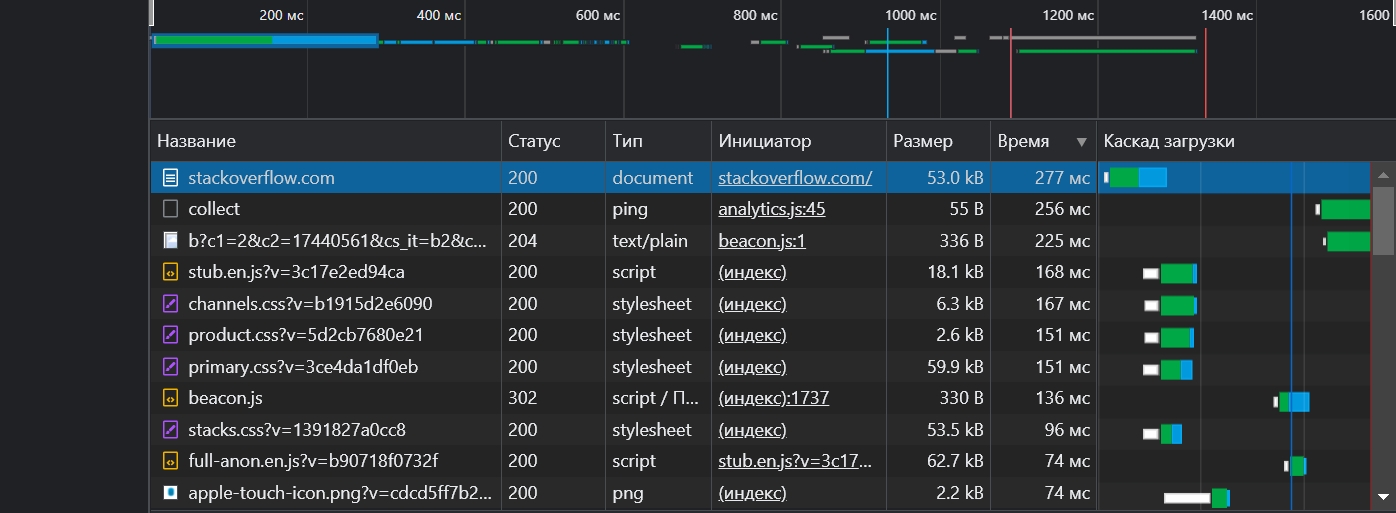 200 мс 400 мс 600 мс 800 мс 1000 мс 1200 мс 1400 мс 1600
Название Статус Тип Инициатор Размер Время ▼ Каскад загрузки
stackoverflow.com 200 document stackoverflow.com/ 53.0 kB 277 мс
collect 200 ping analytics.js:45 55 B 256 мс
b?c1=2&c2=17440561&cs_it=b2&c... 204 text/plain beacon.js:1 336 B 225 мс
stub.en.js?v=3c17e2ed94ca 200 script (индекс) 18.1 kB 168 мс
channels.css?v=b1915d2e6090 200 stylesheet (индекс) 6.3 kB 167 мс
product.css?v=5d2cb7680e21 200 stylesheet (индекс) 2.6 kB 151 мс
primary.css?v=3ce4da1df0eb 200 stylesheet (индекс) 59.9 kB 151 мс
beacon.js 302 script / П... (индекс):1737 330 B 136 мс
stacks.css?v=1391827a0cc8 200 stylesheet (индекс) 53.5 kB 96 мс
full-anon.en.js?v=b90718f0732f 200 script stub.en.js?v=3c17... 62.7 kB 74 мс
apple-touch-icon.png?v=cdcd5ff7b2... 200 png (индекс) 2.2 kB 74 мс